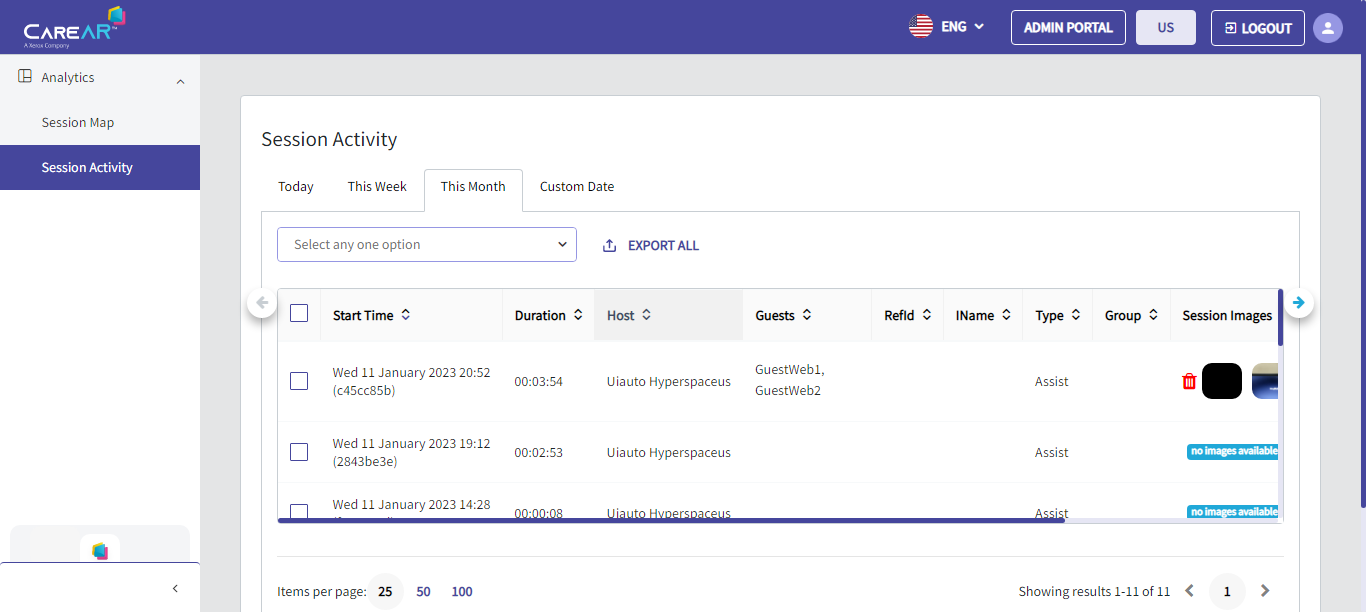 CAREAR™
A Xerox Company
ENG
ADMIN PORTAL
US
LOGOUT
Analytics
Session Map
Session Activity
Session Activity
Today
This Week
This Month
Custom Date
Select any one option
EXPORT ALL
Start Time
Duration
Host
Guests
RefId
IName
Type
Group
Session Images
Wed 11 January 2023 20:52
(c45cc85b)
00:03:54
Uiauto Hyperspaceus
GuestWeb1,
GuestWeb2
Assist
Wed 11 January 2023 19:12
(2843be3e)
00:02:53
Uiauto Hyperspaceus
Assist
no images available
Wed 11 January 2023 14:28
00:00:08
Uiauto Hyperspaceus
Assist
no images available
Items per page:
25
50
100
Showing results 1-11 of 11
1